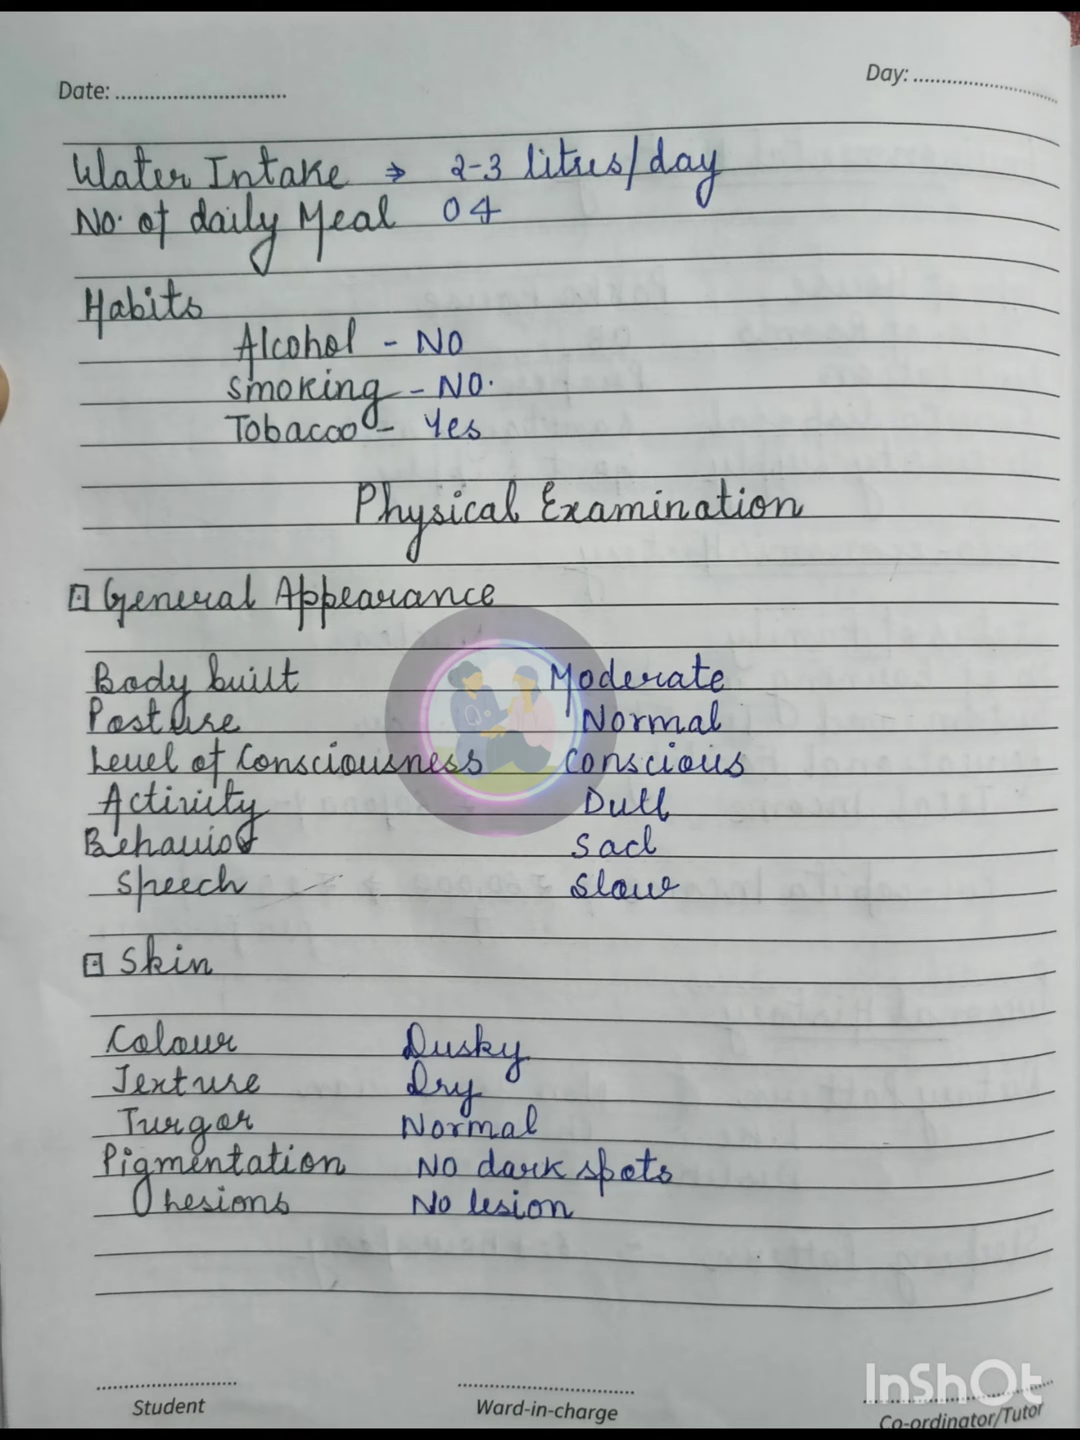 Date: ............................. Day: .........................
Water Intake → 2-3 litres/day
No. of daily Meal 04
Habits
Alcohol - NO
Smoking - NO.
Tobacco - Yes
Physical Examination
General Appearance
Body built Moderate
Posture Normal
Level of Consciousness Conscious
Activity Dull
Behavior Sad
Speech Slow
Skin
Colour Dusky
Texture Dry
Turgor Normal
Pigmentation NO dark spots
Lesions No lesion
Student Ward-in-charge Co-ordinator/Tutor
InShOt